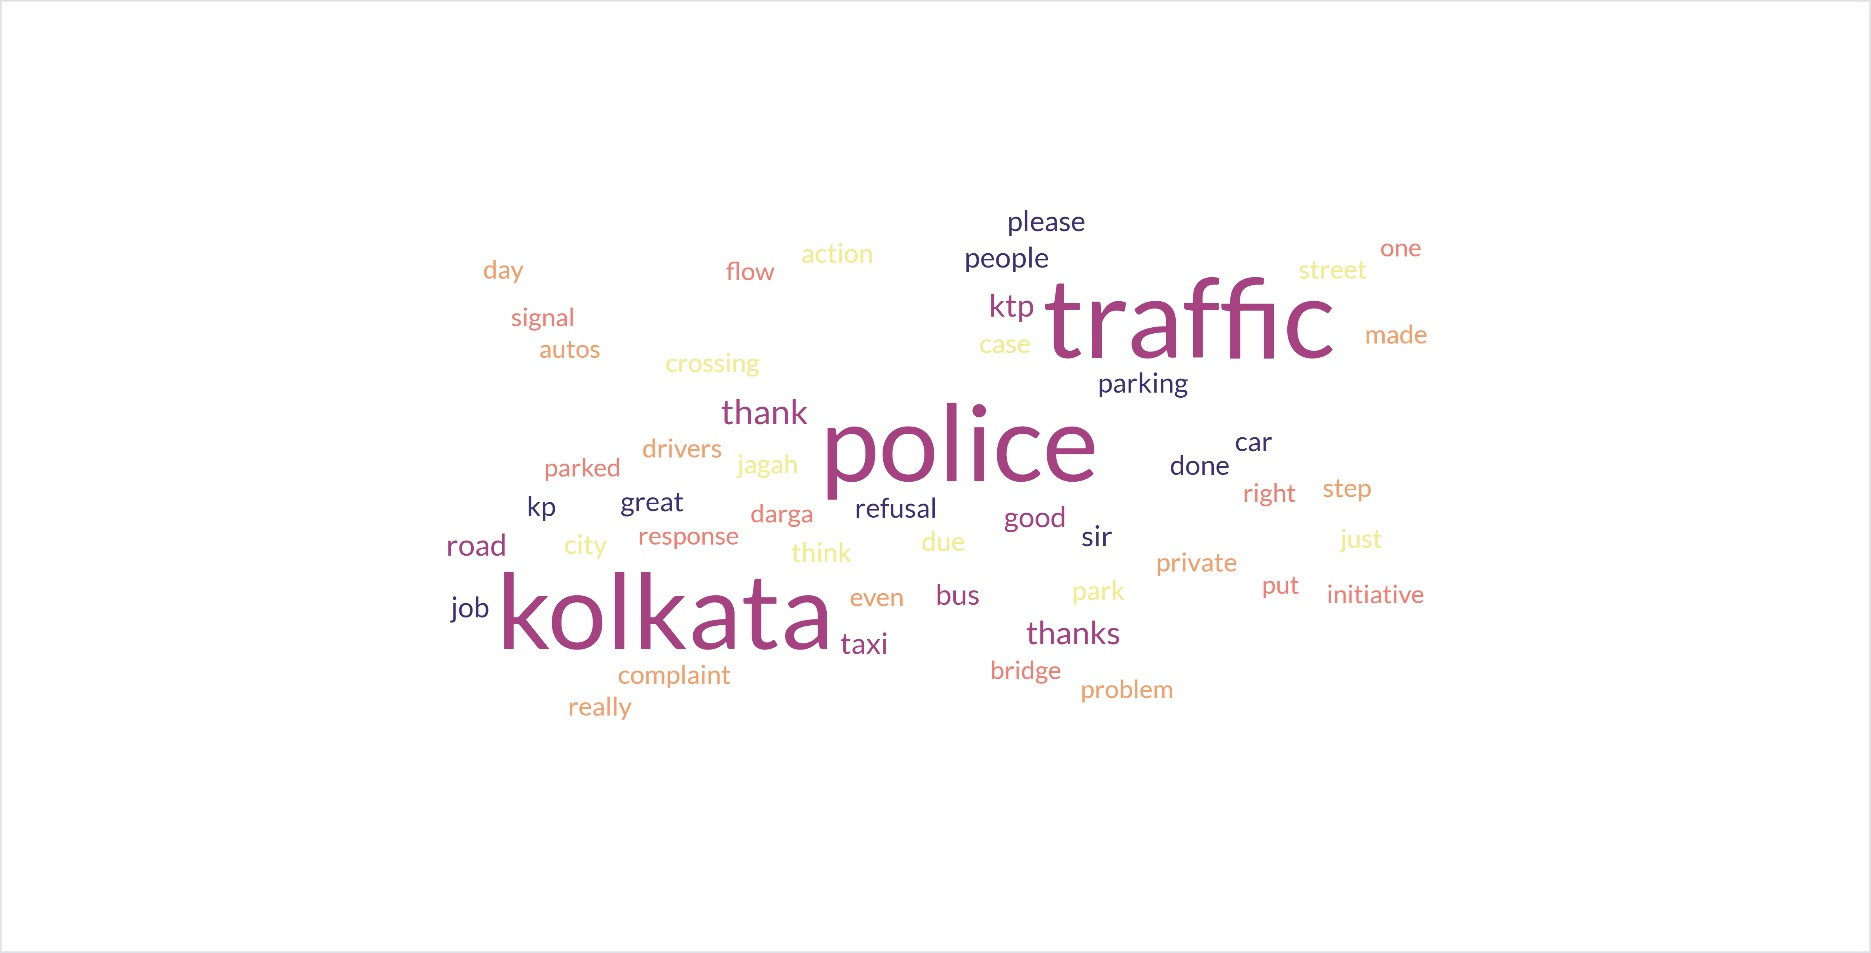 please
one
people
action
day
flow
street
ktp
traffic
signal
made
case
autos
crossing
parking
thank
police
car
drivers
jagah
done
parked
step
right
great
kp
refusal
darga
good
response
sir
just
due
road
city
think
private
put
park
initiative
bus
even
job
kolkata
thanks
taxi
bridge
complaint
problem
really